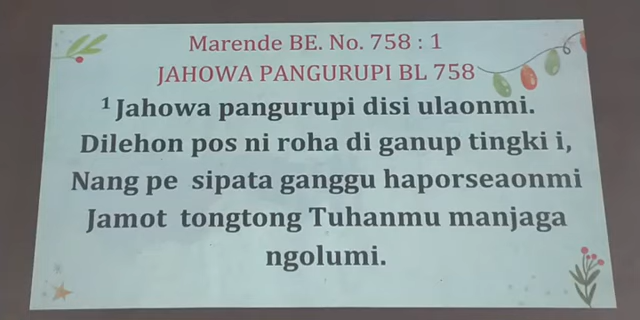 Marende BE. No. 758 : 1
JAHOWA PANGURUPI BL 758
¹ Jahowa pangurupi disi ulaonmi.
Dilehon pos ni roha di ganup tingki i,
Nang pe sipata ganggu haporseaonmi
Jamot tongtong Tuhanmu manjaga
ngolumi.